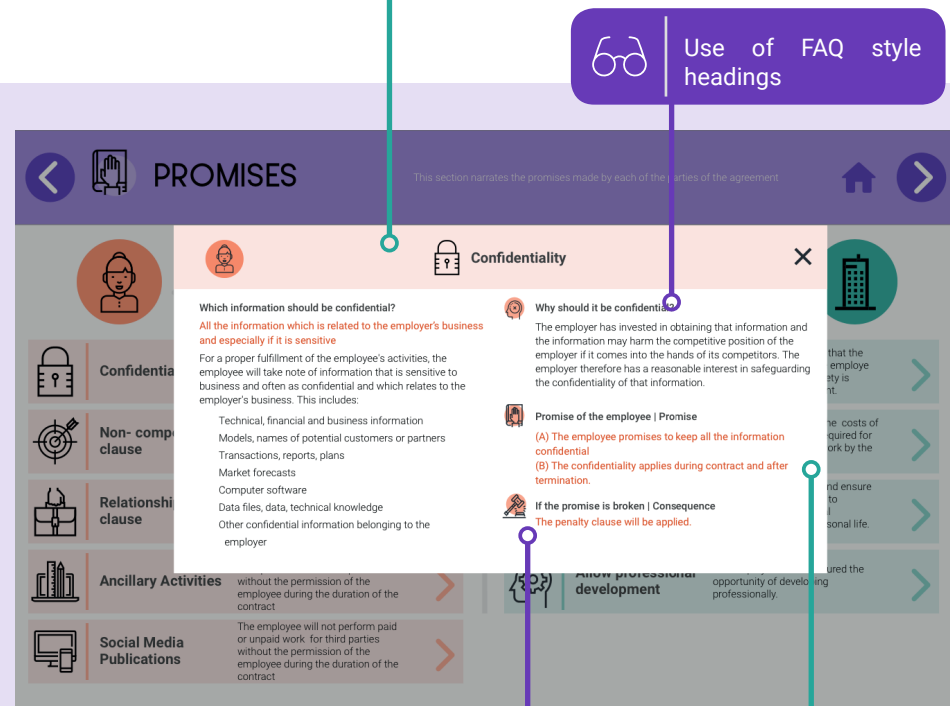 Use of FAQ style
headings
PROMISES
This section narrates the promises made by each of the parties of the agreement
Confidentiality
Which information should be confidential?
All the information which is related to the employer's business
and especially if it is sensitive
For a proper fulfillment of the employee's activities, the
employee will take note of information that is sensitive to
business and often as confidential and which relates to the
employer's business. This includes:
Technical, financial and business information
Models, names of potential customers or partners
Transactions, reports, plans
Market forecasts
Computer software
Data files, data, technical knowledge
Other confidential information belonging to the
employer
Why should it be confidential?
The employer has invested in obtaining that information and
the information may harm the competitive position of the
employer if it comes into the hands of its competitors. The
employer therefore has a reasonable interest in safeguarding
the confidentiality of that information.
Promise of the employee | Promise
(A) The employee promises to keep all the information
confidential
(B) The confidentiality applies during contract and after
termination.
If the promise is broken | Consequence
The penalty clause will be applied.
Confidentia
Non- compe
clause
Relationshi
clause
Ancillary Activities
without the permission of the
employee during the duration of the
contract
Social Media
Publications
The employee will not perform paid
or unpaid work for third parties
without the permission of the
employee during the duration of the
contract
that the
employe
ety is
nt.
he costs of
quired for
ork by the
nd ensure
to
sonal life.
Allow professional
development
ured the
opportunity of developing
professionally.